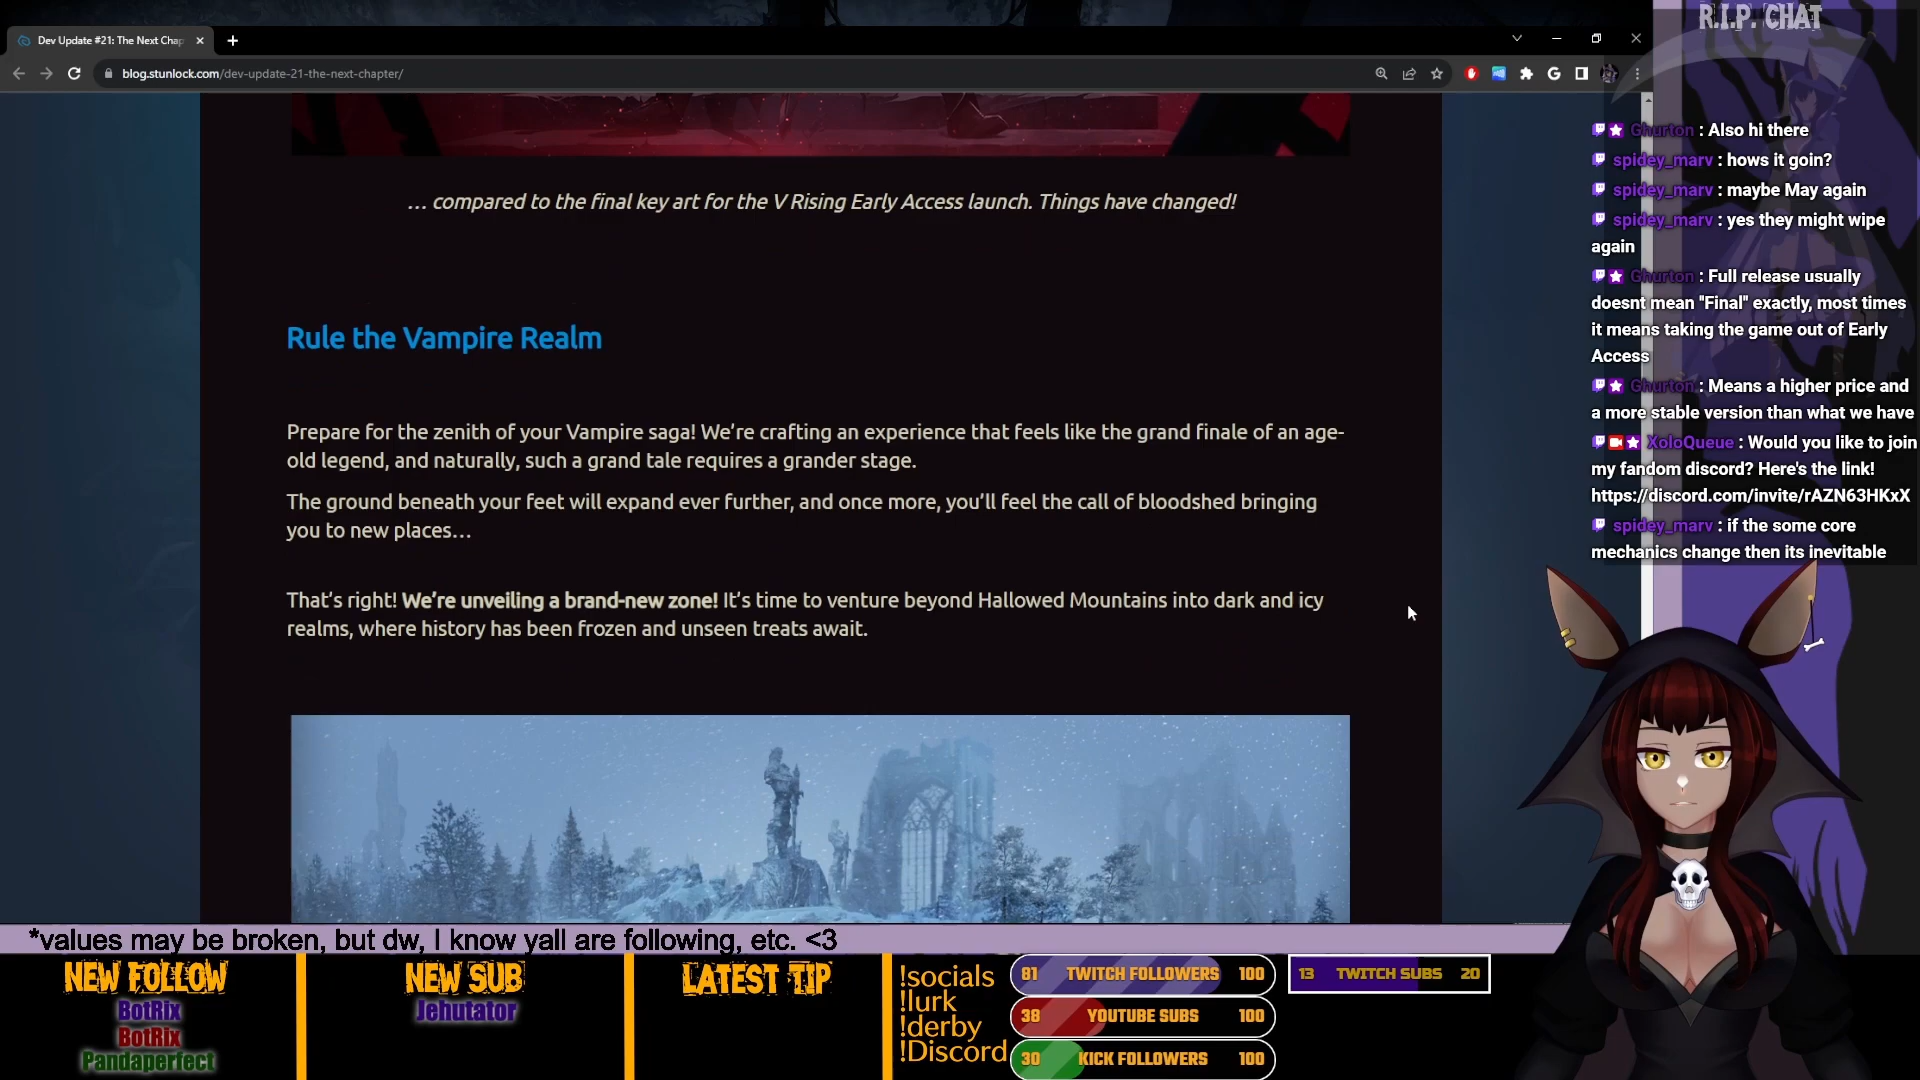 R.I.P. CHAT
Dev Update #21: The Next Chap
blog.stunlock.com/dev-update-21-the-next-chapter/
… compared to the final key art for the V Rising Early Access launch. Things have changed!
Rule the Vampire Realm
Prepare for the zenith of your Vampire saga! We’re crafting an experience that feels like the grand finale of an age-
old legend, and naturally, such a grand tale requires a grander stage.
The ground beneath your feet will expand ever further, and once more, you’ll feel the call of bloodshed bringing
you to new places…
That’s right! We’re unveiling a brand-new zone! It’s time to venture beyond Hallowed Mountains into dark and icy
realms, where history has been frozen and unseen treats await.
Ghurton : Also hi there
spidey_marv : hows it goin?
spidey_marv : maybe May again
spidey_marv : yes they might wipe
again
Ghurton : Full release usually
doesnt mean "Final" exactly, most times
it means taking the game out of Early
Access
Ghurton : Means a higher price and
a more stable version than what we have
XoloQueue : Would you like to join
my fandom discord? Here's the link!
https://discord.com/invite/rAZN63HKxX
spidey_marv : if the some core
mechanics change then its inevitable
*values may be broken, but dw, I know yall are following, etc. <3
NEW FOLLOW
BotRix
BotRix
Pandaperfect
NEW SUB
Jehutator
LATEST TIP
!socials
!lurk
!derby
!Discord
81 TWITCH FOLLOWERS 100
38 YOUTUBE SUBS 100
30 KICK FOLLOWERS 100
13 TWITCH SUBS 20